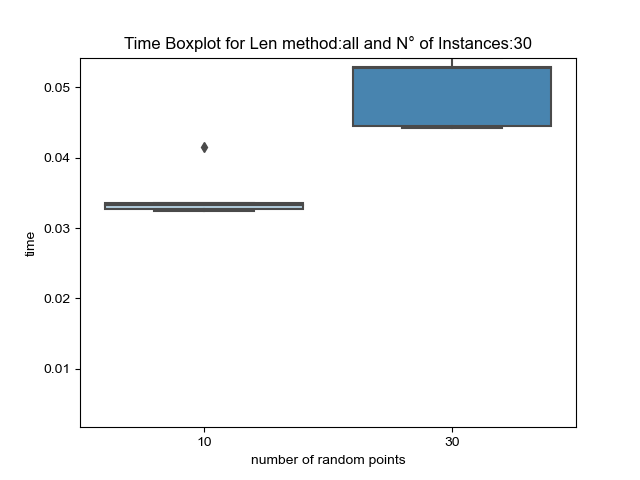 Time Boxplot for Len method:all and N° of Instances:30
0.05
0.04
0.03
0.02
0.01
time
10 30
number of random points